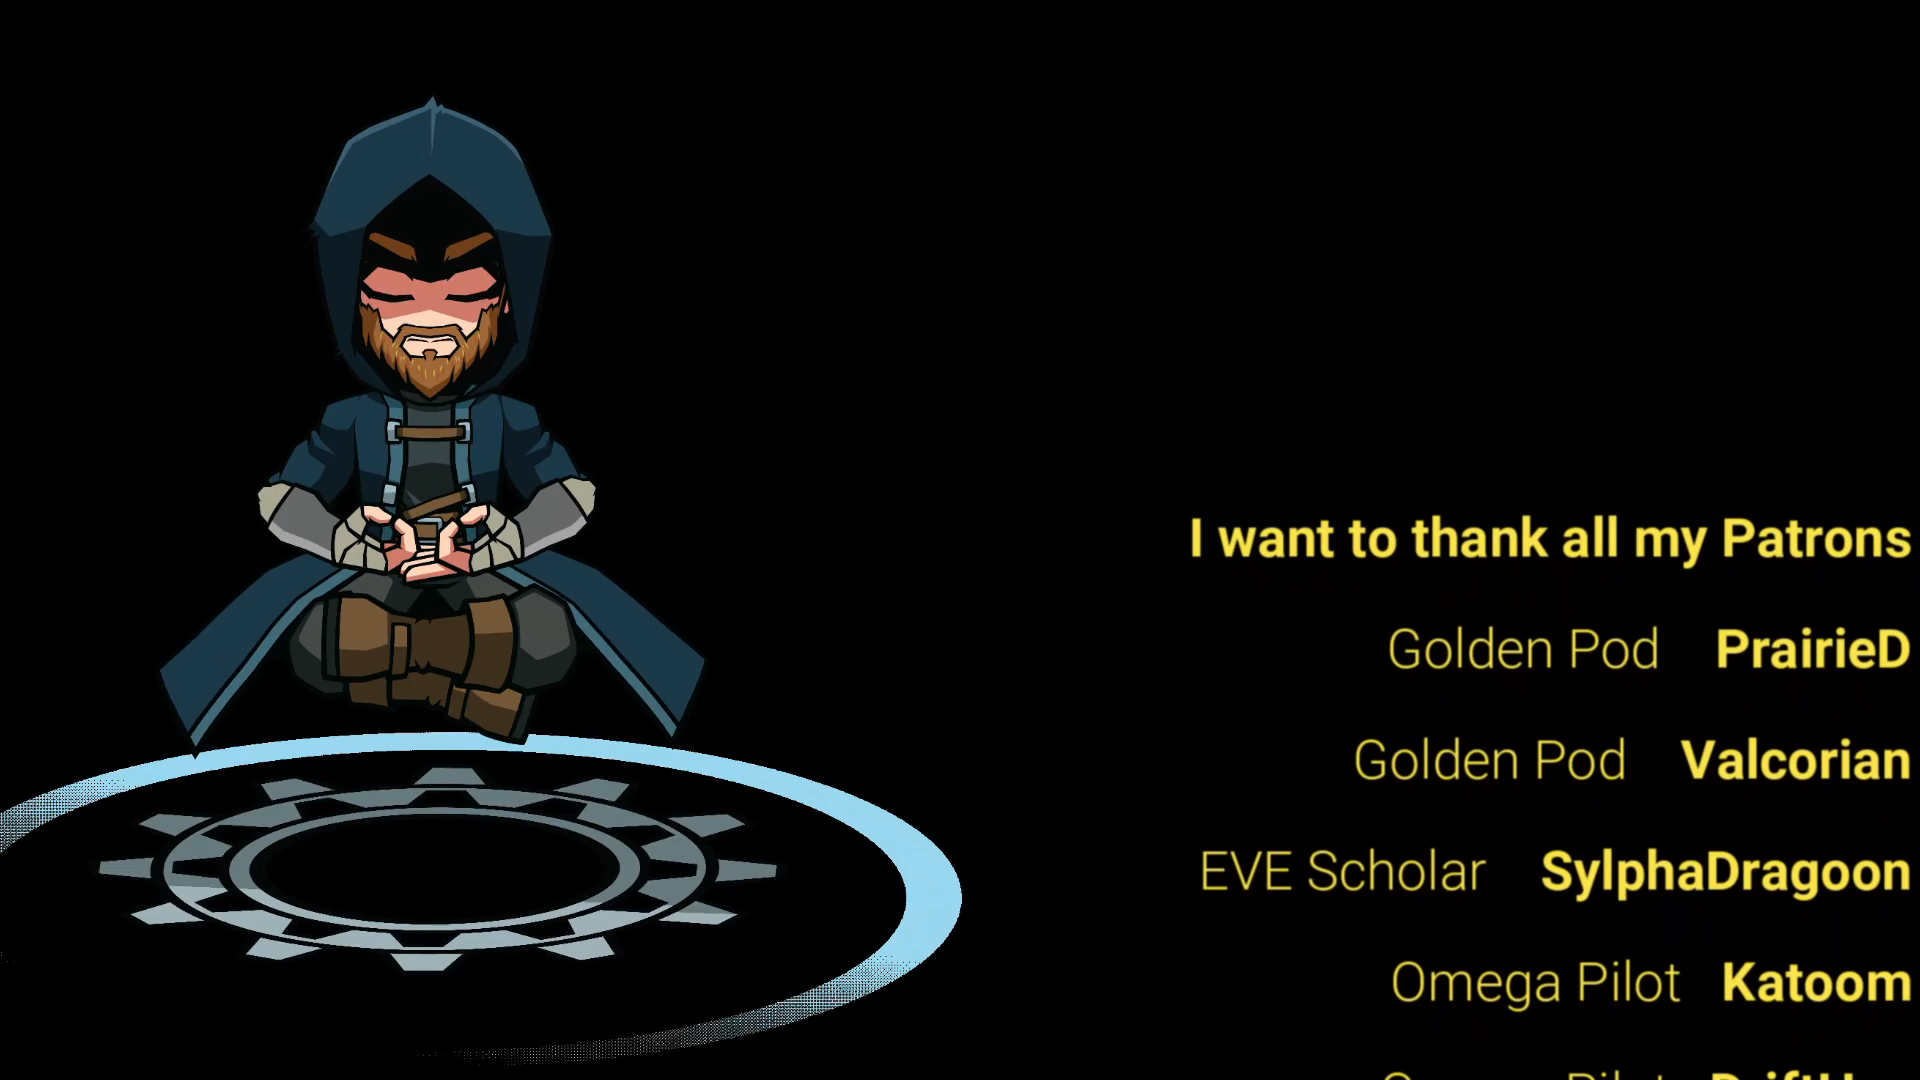 I want to thank all my Patrons
Golden Pod PrairieD
Golden Pod Valcorian
EVE Scholar SylphaDragoon
Omega Pilot Katoom